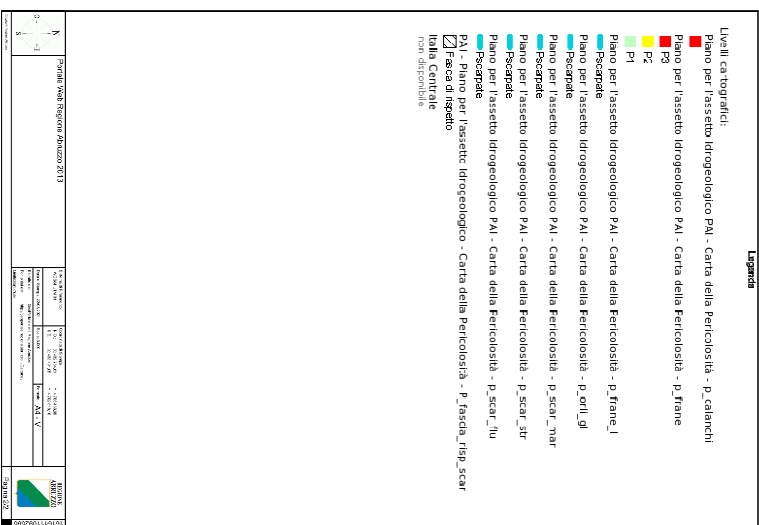 Legenda
Livelli cartografici:
Piano per l'assetto Idrogeologico PAI - Carta della Pericolosità - p_calanchi
Piano per l'assetto Idrogeologico PAI - Carta della Pericolosità - p_frane
P3
P2
P1
Piano per l'assetto Idrogeologico PAI - Carta della Pericolosità - p_frane_l
Pscarpate
Piano per l'assetto Idrogeologico PAI - Carta della Pericolosità - p_orli_gl
Pscarpate
Piano per l'assetto Idrogeologico PAI - Carta della Pericolosità - p_scar_mar
Pscarpate
Piano per l'assetto Idrogeologico PAI - Carta della Pericolosità - p_scar_str
Pscarpate
Piano per l'assetto Idrogeologico PAI - Carta della Pericolosità - p_scar_flu
Pscarpate
PAI - Piano per l'assetto Idrogeologico - Carta della Pericolosità - P_fascia_risp_scar
Fascia di rispetto
Italia Centrale
non disponibile
N
O
E
S
Portale Web Regione Abruzzo 2013
A4 - V
REGIONE
ABRUZZO
Pagina 2/2